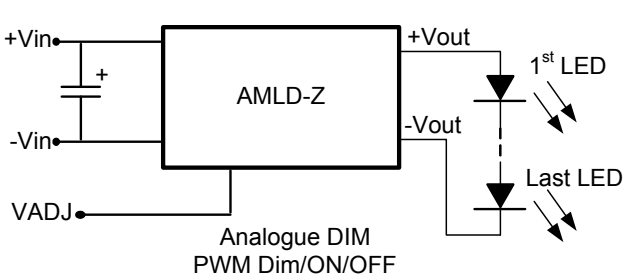 +Vin
+Vout
1st LED
+
AMLD-Z
-Vout
-Vin
Last LED
VADJ
Analogue DIM
PWM Dim/ON/OFF